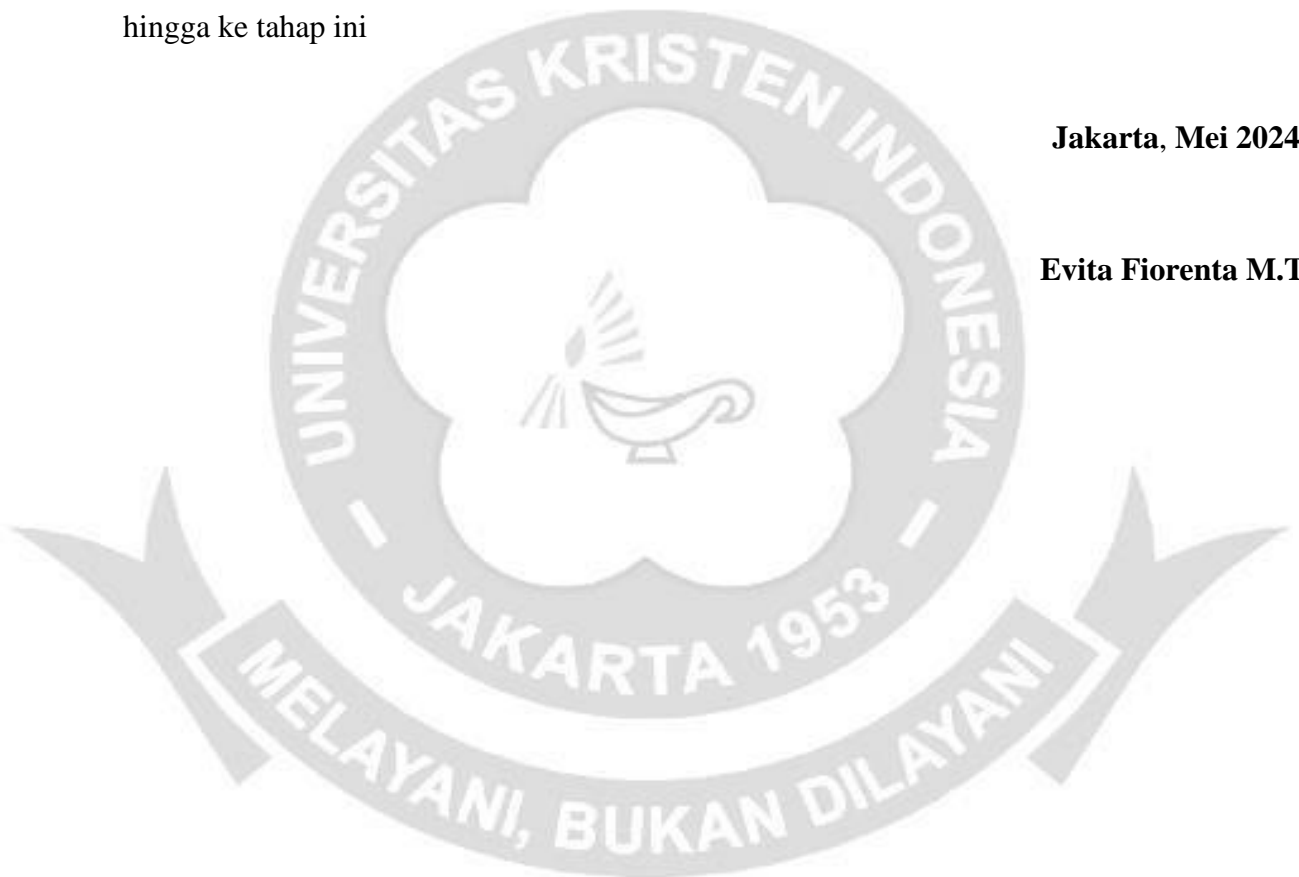 hingga ke tahap ini
Jakarta, Mei 2024
Evita Fiorenta M.T
UNIVERSITAS KRISTEN INDONESIA
JAKARTA 1953
MELAYANI, BUKAN DILAYANI